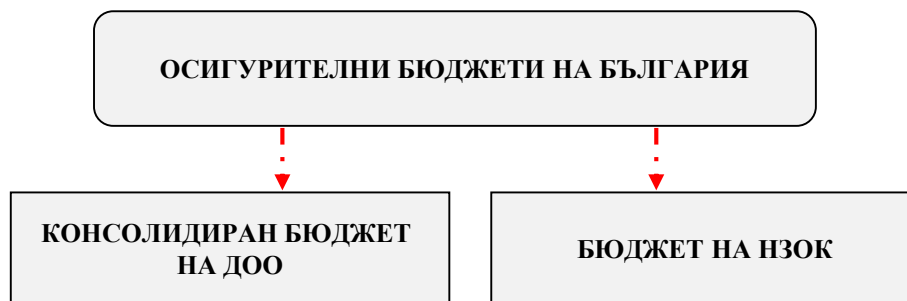 ОСИГУРИТЕЛНИ БЮДЖЕТИ НА БЪЛГАРИЯ
КОНСОЛИДИРАН БЮДЖЕТ
НА ДОО
БЮДЖЕТ НА НЗОК